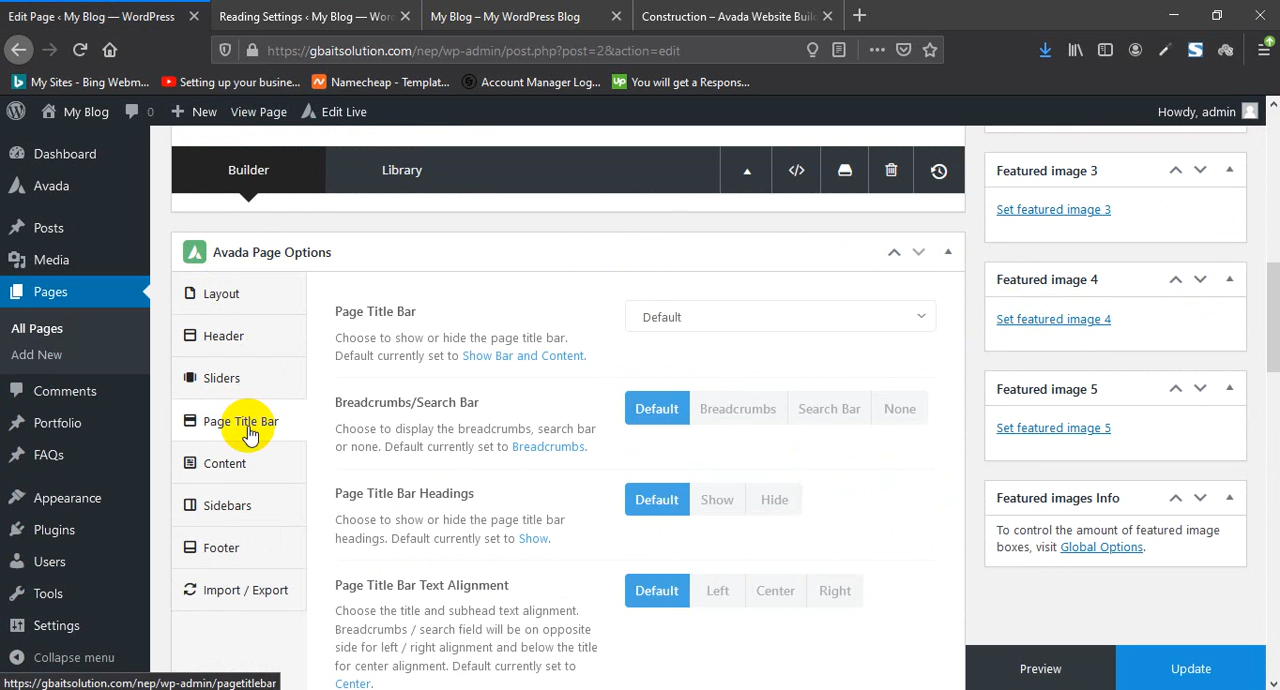 Edit Page ‹ My Blog — WordPress
Reading Settings ‹ My Blog — Wor
My Blog – My WordPress Blog
Construction – Avada Website Buil
https://gbaitsolution.com/nep/wp-admin/post.php?post=2&action=edit
My Sites - Bing Webm...
Setting up your busine...
Namecheap - Templat...
Account Manager Log...
You will get a Respons...
My Blog
0
New
View Page
Edit Live
Howdy, admin
Dashboard
Avada
Posts
Media
Pages
All Pages
Add New
Comments
Portfolio
FAQs
Appearance
Plugins
Users
Tools
Settings
Collapse menu
Builder
Library
Avada Page Options
Layout
Header
Sliders
Page Title Bar
Content
Sidebars
Footer
Import / Export
Page Title Bar
Choose to show or hide the page title bar.
Default currently set to Show Bar and Content.
Default
Breadcrumbs/Search Bar
Choose to display the breadcrumbs, search bar
or none. Default currently set to Breadcrumbs.
Default
Breadcrumbs
Search Bar
None
Page Title Bar Headings
Choose to show or hide the page title bar
headings. Default currently set to Show.
Default
Show
Hide
Page Title Bar Text Alignment
Choose the title and subhead text alignment.
Breadcrumbs / search field will be on opposite
side for left / right alignment and below the title
for center alignment. Default currently set to
Center.
Default
Left
Center
Right
Featured image 3
Set featured image 3
Featured image 4
Set featured image 4
Featured image 5
Set featured image 5
Featured images Info
To control the amount of featured image
boxes, visit Global Options.
Preview
Update
https://gbaitsolution.com/nep/wp-admin/pagetitlebar